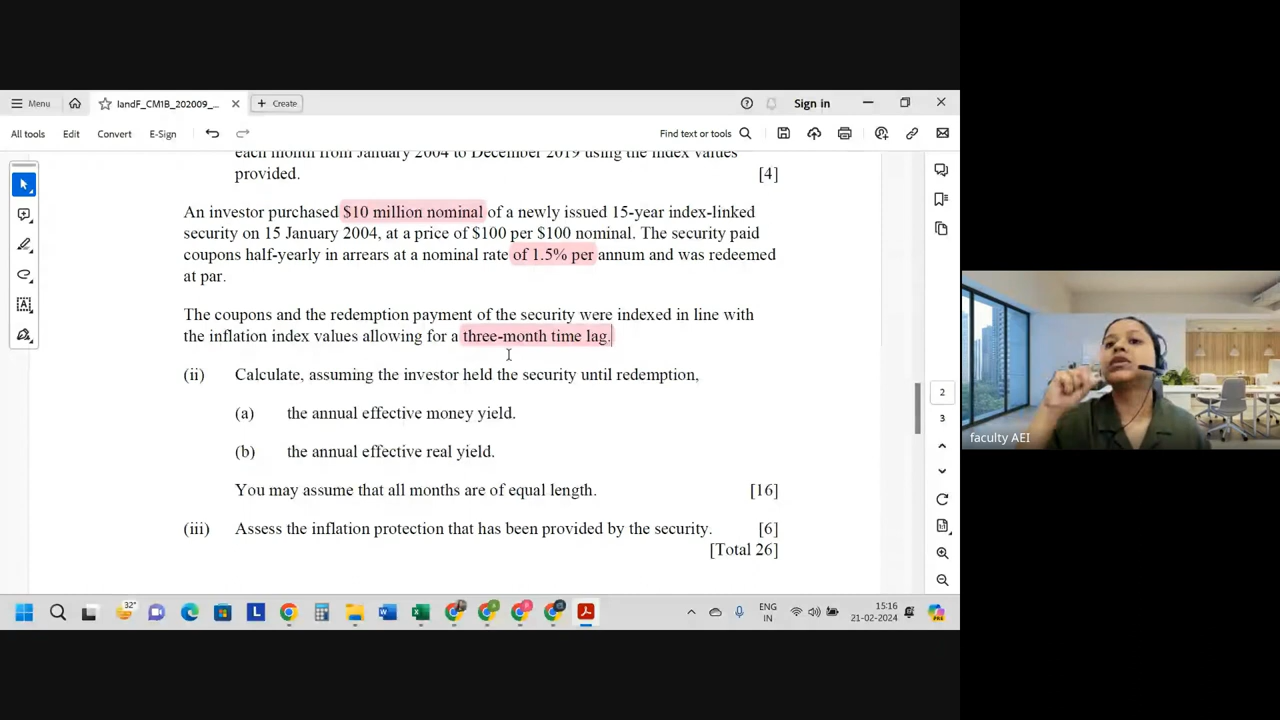 Menu
landF_CM1B_202009_...
Create
Sign in
All tools
Edit
Convert
E-Sign
Find text or tools
each month from January 2004 to December 2019 using the index values
provided. [4]
An investor purchased $10 million nominal of a newly issued 15-year index-linked
security on 15 January 2004, at a price of $100 per $100 nominal. The security paid
coupons half-yearly in arrears at a nominal rate of 1.5% per annum and was redeemed
at par.
The coupons and the redemption payment of the security were indexed in line with
the inflation index values allowing for a three-month time lag.
(ii) Calculate, assuming the investor held the security until redemption,
(a) the annual effective money yield.
(b) the annual effective real yield.
You may assume that all months are of equal length. [16]
(iii) Assess the inflation protection that has been provided by the security. [6]
[Total 26]
2
3
faculty AEI
32°
ENG
IN
15:16
21-02-2024